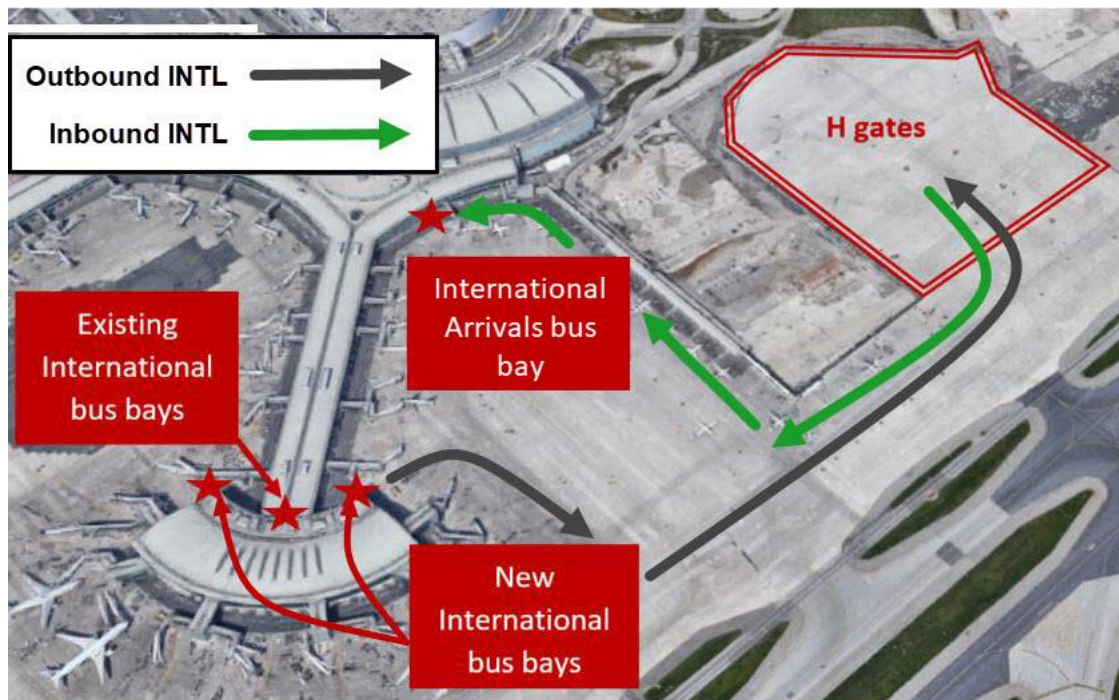 Outbound INTL
Inbound INTL
H gates
International
Arrivals bus
bay
Existing
International
bus bays
New
International
bus bays